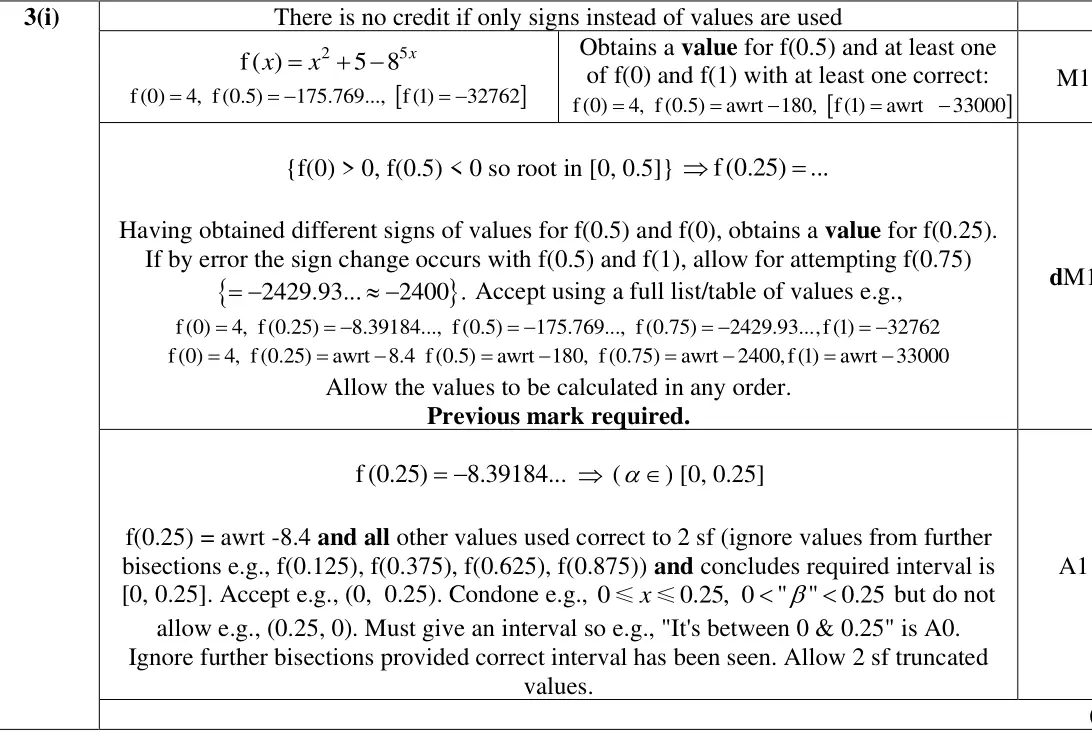 3(i)
There is no credit if only signs instead of values are used
f(x) = x² + 5 − 8⁵ˣ
f(0) = 4, f(0.5) = −175.769..., [f(1) = −32762]
Obtains a value for f(0.5) and at least one
of f(0) and f(1) with at least one correct:
f(0) = 4, f(0.5) = awrt −180, [f(1) = awrt −33000]
M1
{f(0) > 0, f(0.5) < 0 so root in [0, 0.5]} ⇒ f(0.25) = ...
Having obtained different signs of values for f(0.5) and f(0), obtains a value for f(0.25).
If by error the sign change occurs with f(0.5) and f(1), allow for attempting f(0.75)
{= −2429.93... ≈ −2400}. Accept using a full list/table of values e.g.,
f(0) = 4, f(0.25) = −8.39184..., f(0.5) = −175.769..., f(0.75) = −2429.93..., f(1) = −32762
f(0) = 4, f(0.25) = awrt −8.4 f(0.5) = awrt −180, f(0.75) = awrt −2400, f(1) = awrt −33000
Allow the values to be calculated in any order.
Previous mark required.
dM1
f(0.25) = −8.39184... ⇒ (α ∈) [0, 0.25]
f(0.25) = awrt -8.4 and all other values used correct to 2 sf (ignore values from further
bisections e.g., f(0.125), f(0.375), f(0.625), f(0.875)) and concludes required interval is
[0, 0.25]. Accept e.g., (0, 0.25). Condone e.g., 0 ⩽ x ⩽ 0.25, 0 < "β" < 0.25 but do not
allow e.g., (0.25, 0). Must give an interval so e.g., "It's between 0 & 0.25" is A0.
Ignore further bisections provided correct interval has been seen. Allow 2 sf truncated
values.
A1
(